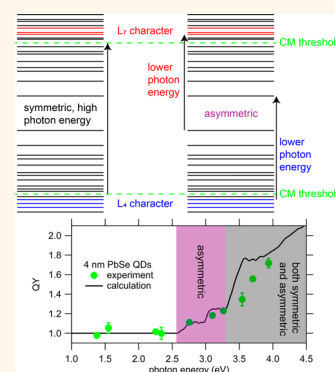 L₇ character
CM threshol
lower
photon
energy
symmetric, high
photon energy
asymmetric
lower
photon
energy
CM threshol
L₄ character
2.0
1.8
1.6
1.4
1.2
1.0
QY
4 nm PbSe QDs
experiment
calculation
asymmetric
both symmetric
and asymmetric
1.0 1.5 2.0 2.5 3.0 3.5 4.0 4.5
photon energy (eV)